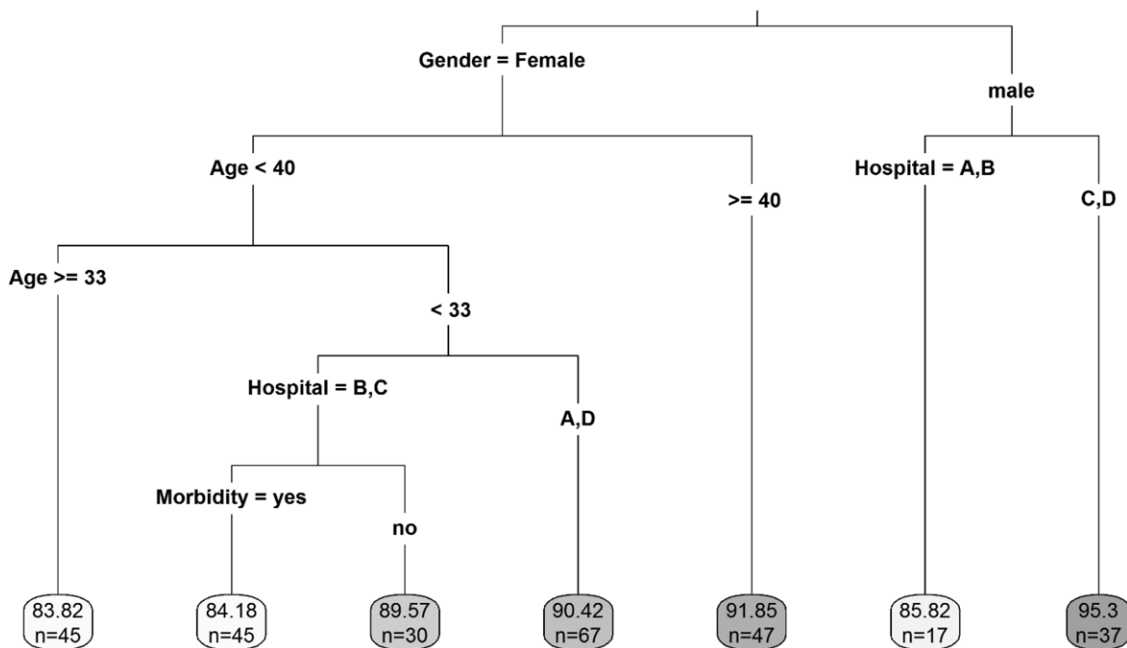 Gender = Female
male
Age < 40
>= 40
Hospital = A,B
C,D
Age >= 33
< 33
Hospital = B,C
A,D
Morbidity = yes
no
83.82
n=45
84.18
n=45
89.57
n=30
90.42
n=67
91.85
n=47
85.82
n=17
95.3
n=37